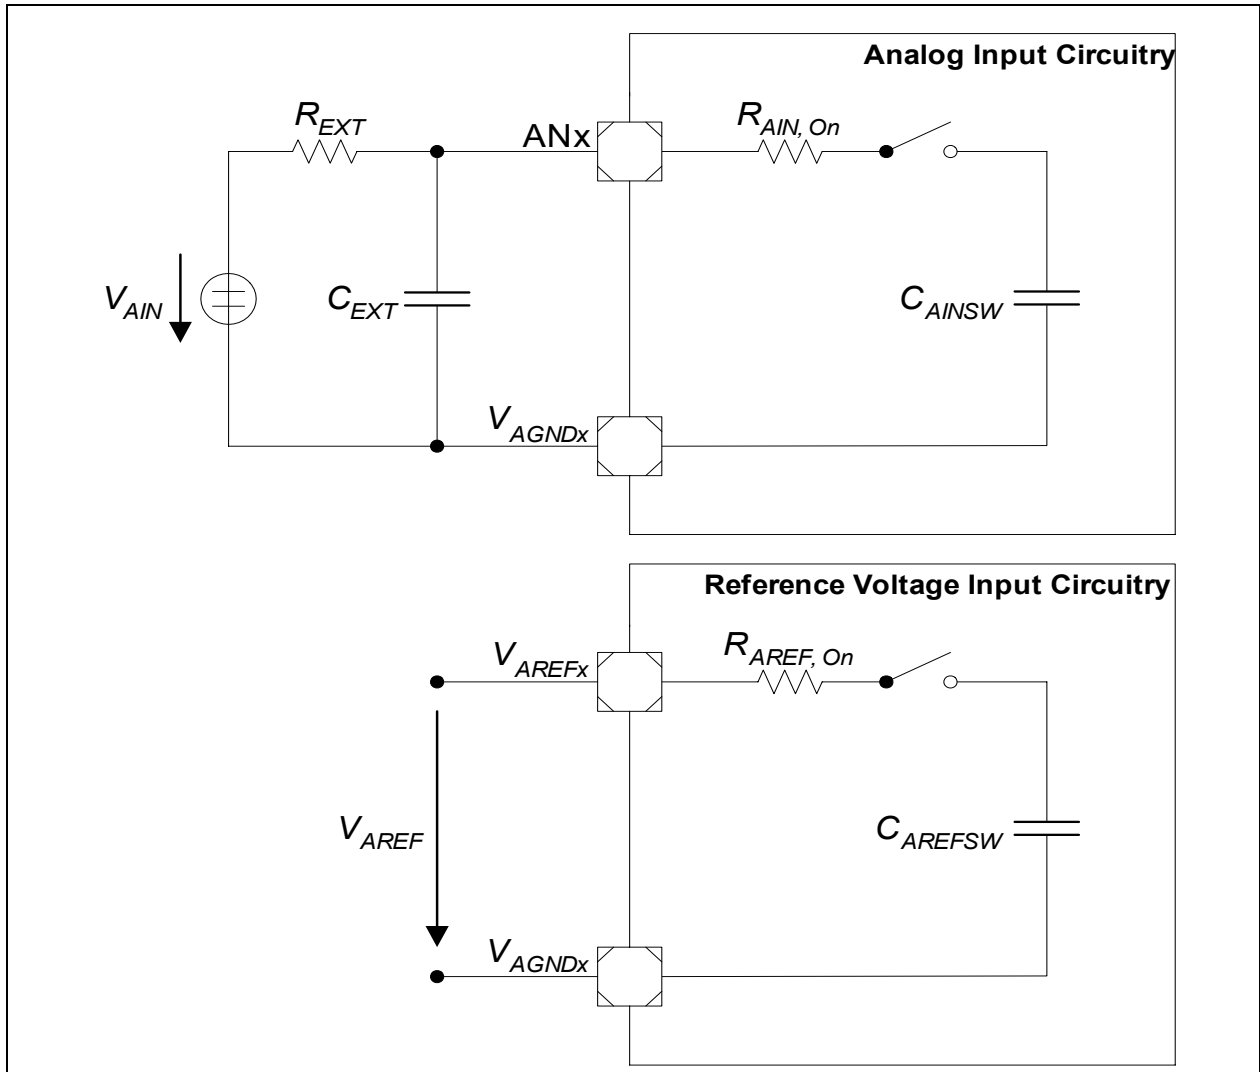 Analog Input Circuitry
R_EXT
ANx
R_AIN, On
V_AIN
C_EXT
C_AINSW
V_AGNDx
Reference Voltage Input Circuitry
V_AREFx
R_AREF, On
V_AREF
C_AREFSW
V_AGNDx